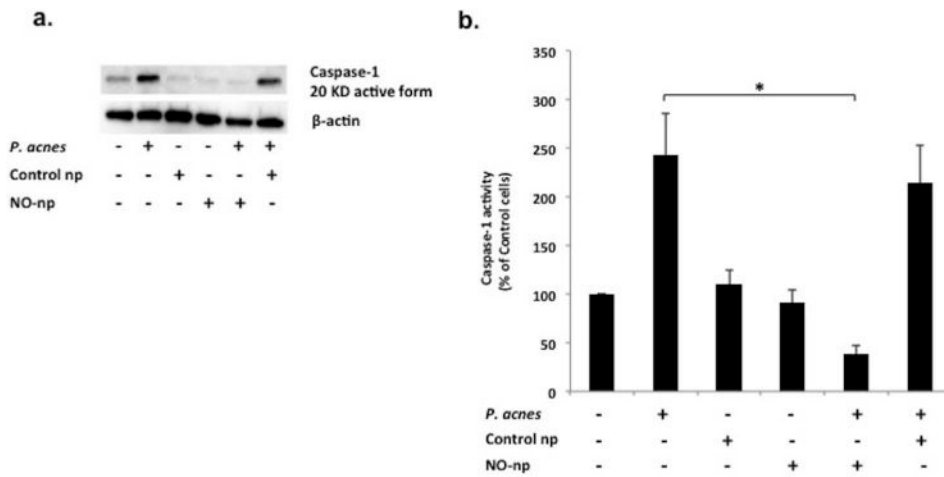 a.
Caspase-1
20 KD active form
β-actin
P. acnes - + - - + +
Control np - - + - - +
NO-np - - - + + -
b.
Caspase-1 activity
(% of Control cells)
350
300
250
200
150
100
50
0
*
P. acnes - + - - + +
Control np - - + - - +
NO-np - - - + + -